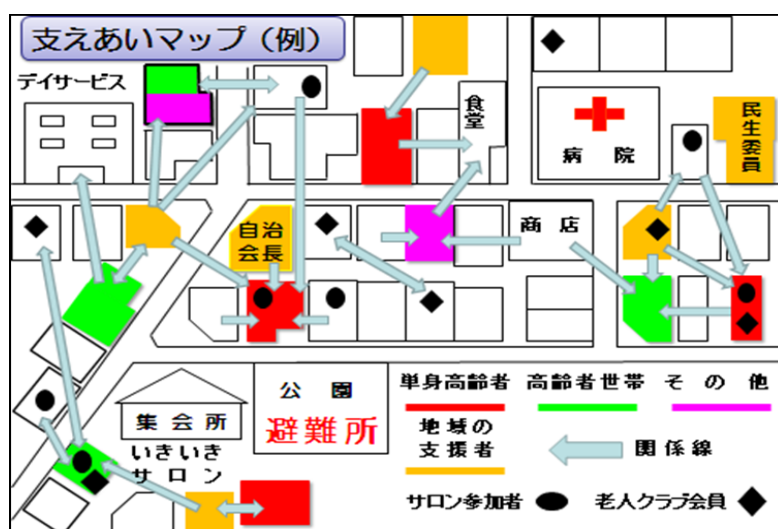 支えあいマップ（例）
デイサービス
食堂
病院
民生委員
自治
会長
商店
公園
避難所
集会所
いきいき
サロン
単身高齢者
高齢者世帯
その他
地域の
支援者
関係線
サロン参加者
老人クラブ会員